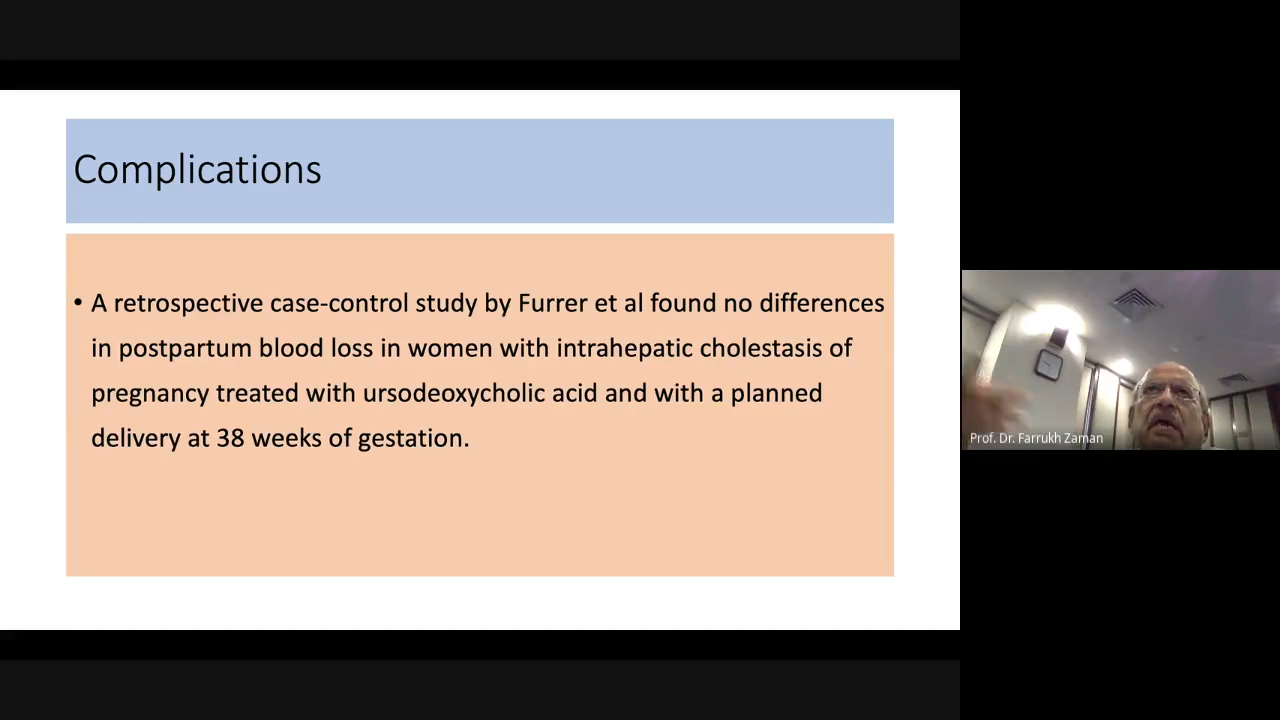 Complications
• A retrospective case-control study by Furrer et al found no differences
in postpartum blood loss in women with intrahepatic cholestasis of
pregnancy treated with ursodeoxycholic acid and with a planned
delivery at 38 weeks of gestation.
Prof. Dr. Farrukh Zaman